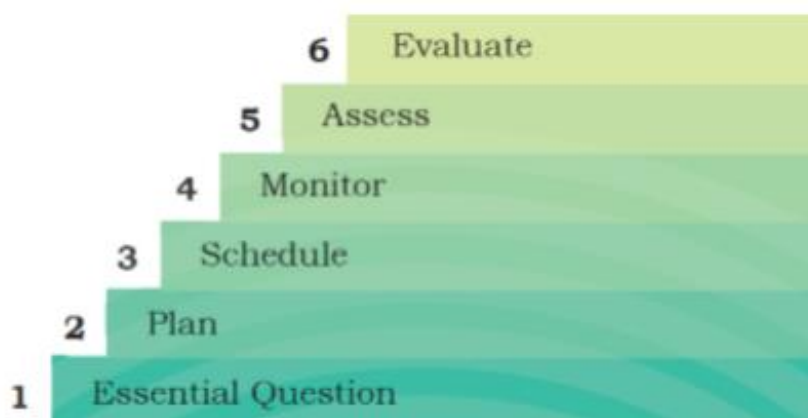 6 Evaluate
5 Assess
4 Monitor
3 Schedule
2 Plan
1 Essential Question